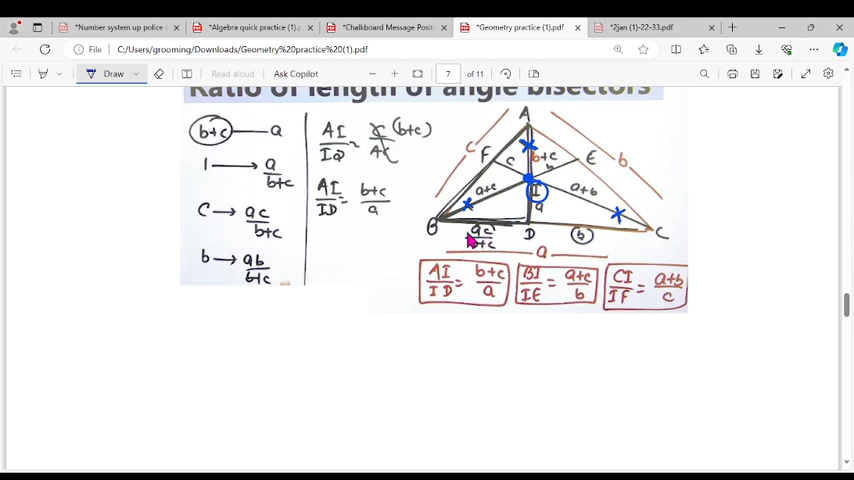 *Number system up police c
*Algebra quick practice (1).p
*Chalkboard Message Posit
*Geometry practice (1).pdf
*2jan (1)-22-33.pdf
File
C:/Users/grooming/Downloads/Geometry%20practice%20(1).pdf
Draw
Read aloud
Ask Copilot
7
of 11
Ratio of length of angle bisectors
(b+c) — a
1 → a/(b+c)
c → ac/(b+c)
b → ab/(b+c)
AI/ID = c(b+c)/ac
AI/ID = (b+c)/a
A
c
b
F
c
b+c
b
E
a+c
I
a+b
a
B
ac/(b+c)
D
b
C
a
AI/ID = (b+c)/a
BI/IE = (a+c)/b
CI/IF = (a+b)/c